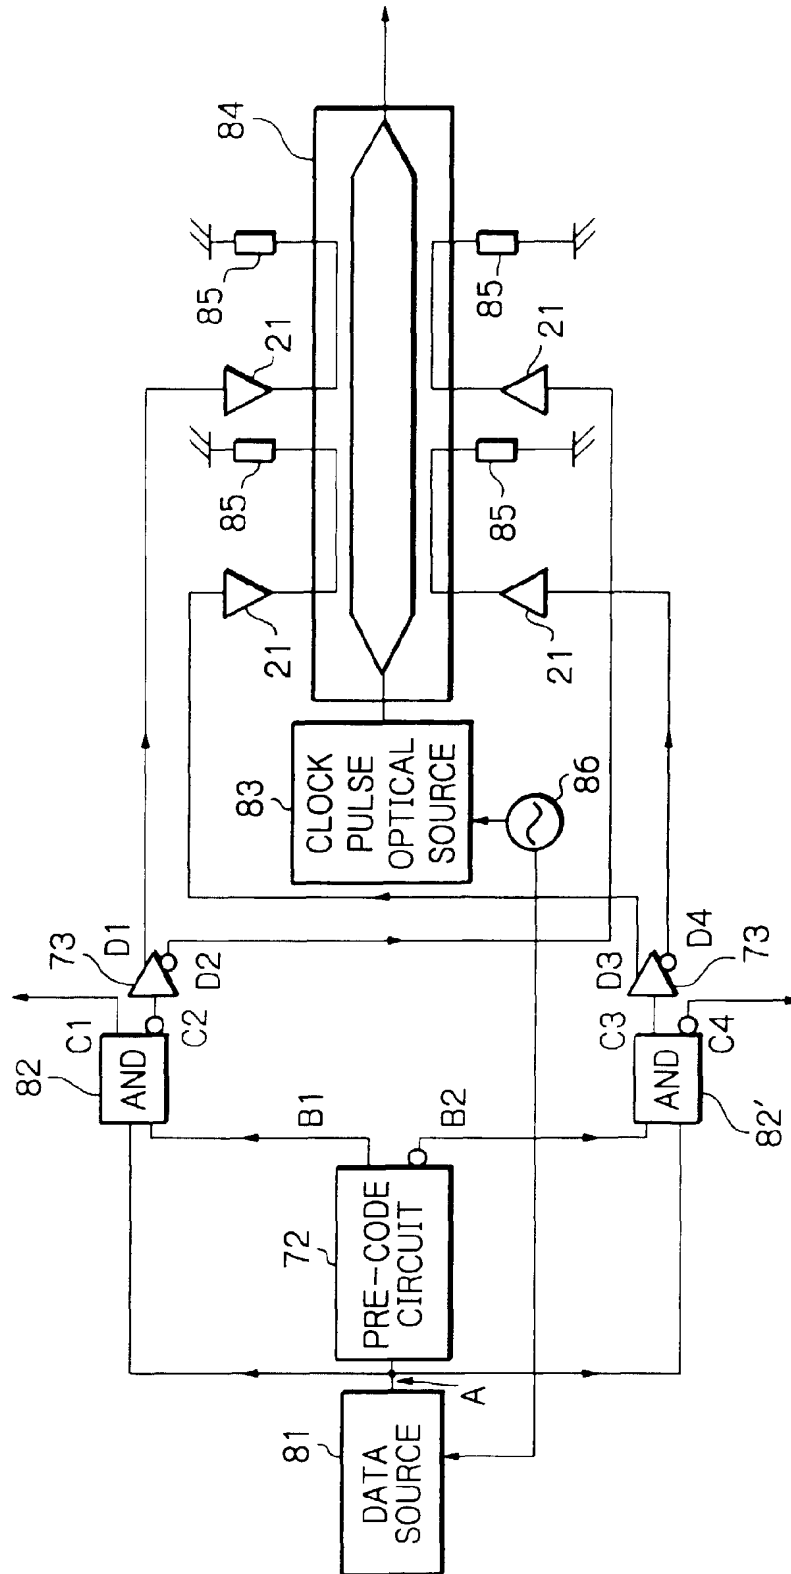 81
DATA
SOURCE
A
72
PRE-CODE
CIRCUIT
B1
B2
82
AND
C1
C2
82'
AND
C3
C4
73
D1
D2
D3
D4
73
83
CLOCK
PULSE
OPTICAL
SOURCE
86
21
21
85
85
21
21
85
85
84